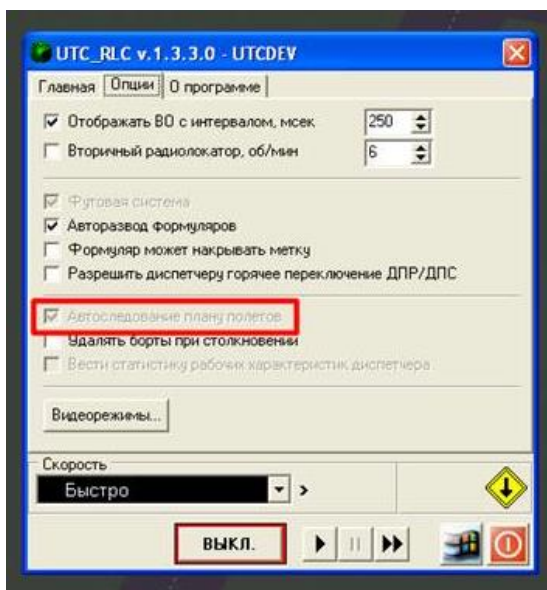 UTC_RLC v.1.3.3.0 - UTCDEV
Главная Опции О программе
Отображать ВО с интервалом, мсек 250
Вторичный радиолокатор, об/мин 6
Футовая система
Авторазвод формуляров
Формуляр может накрывать метку
Разрешить диспетчеру горячее переключение ДПР/ДПС
Автоследование плану полетов
Удалять борты при столкновении
Вести статистику рабочих характеристик диспетчера
Видеорежимы...
Скорость
Быстро >
ВЫКЛ.